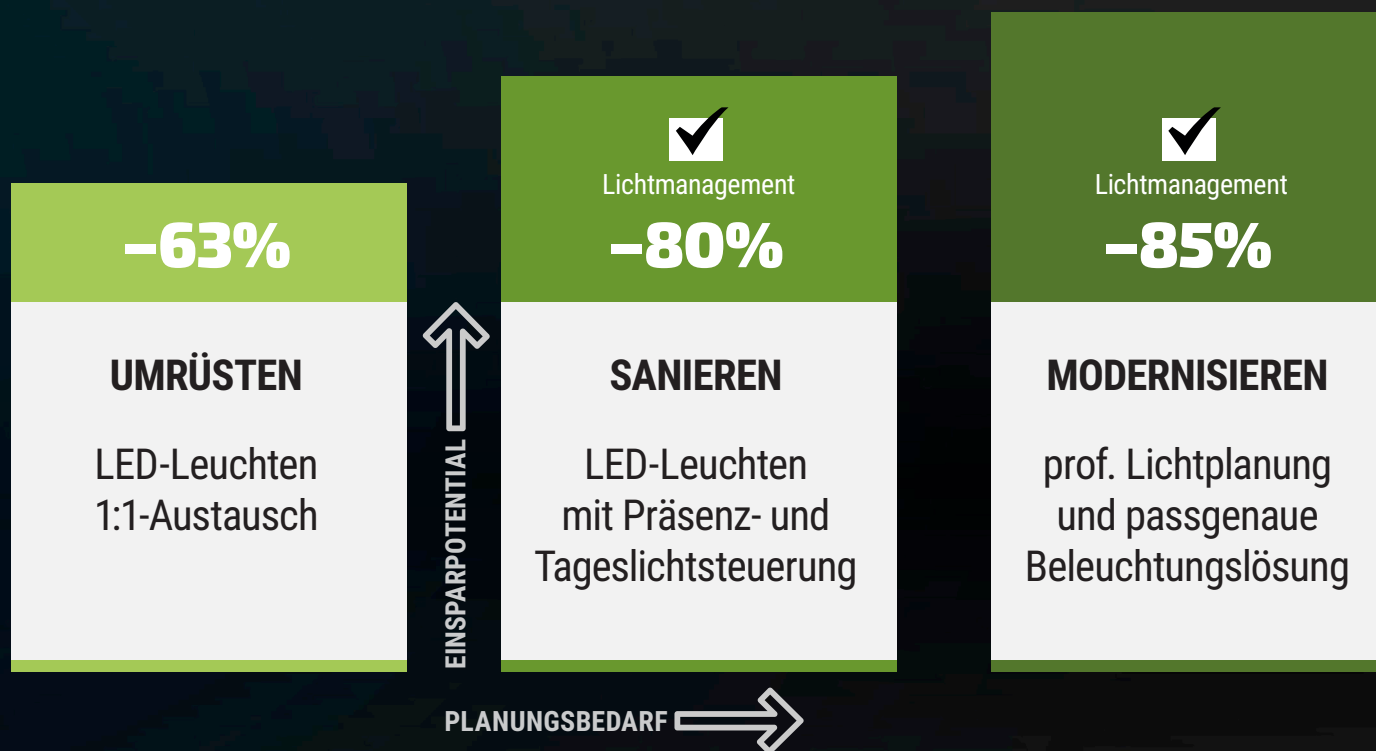 –63%
UMRÜSTEN
LED-Leuchten
1:1-Austausch
EINSPARPOTENTIAL
Lichtmanagement
–80%
SANIEREN
LED-Leuchten
mit Präsenz- und
Tageslichtsteuerung
Lichtmanagement
–85%
MODERNISIEREN
prof. Lichtplanung
und passgenaue
Beleuchtungslösung
PLANUNGSBEDARF